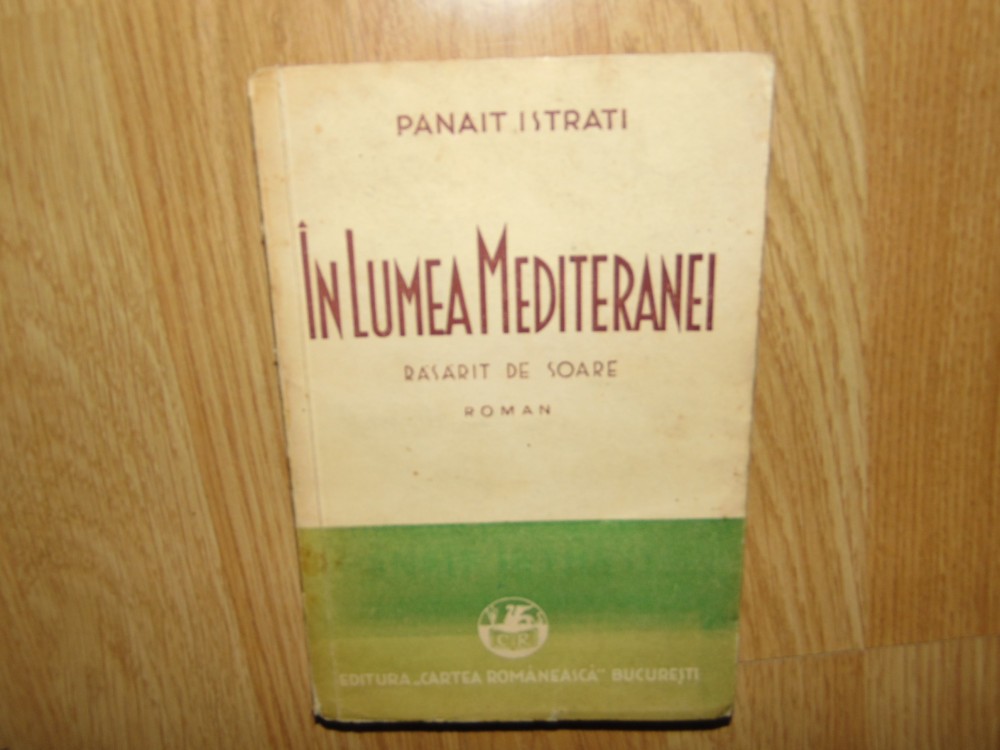 PANAIT ISTRATI
ÎN LUMEA MEDITERANEI
RĂSĂRIT DE SOARE
ROMAN
C R
EDITURA „CARTEA ROMÂNEASCĂ" BUCUREȘTI